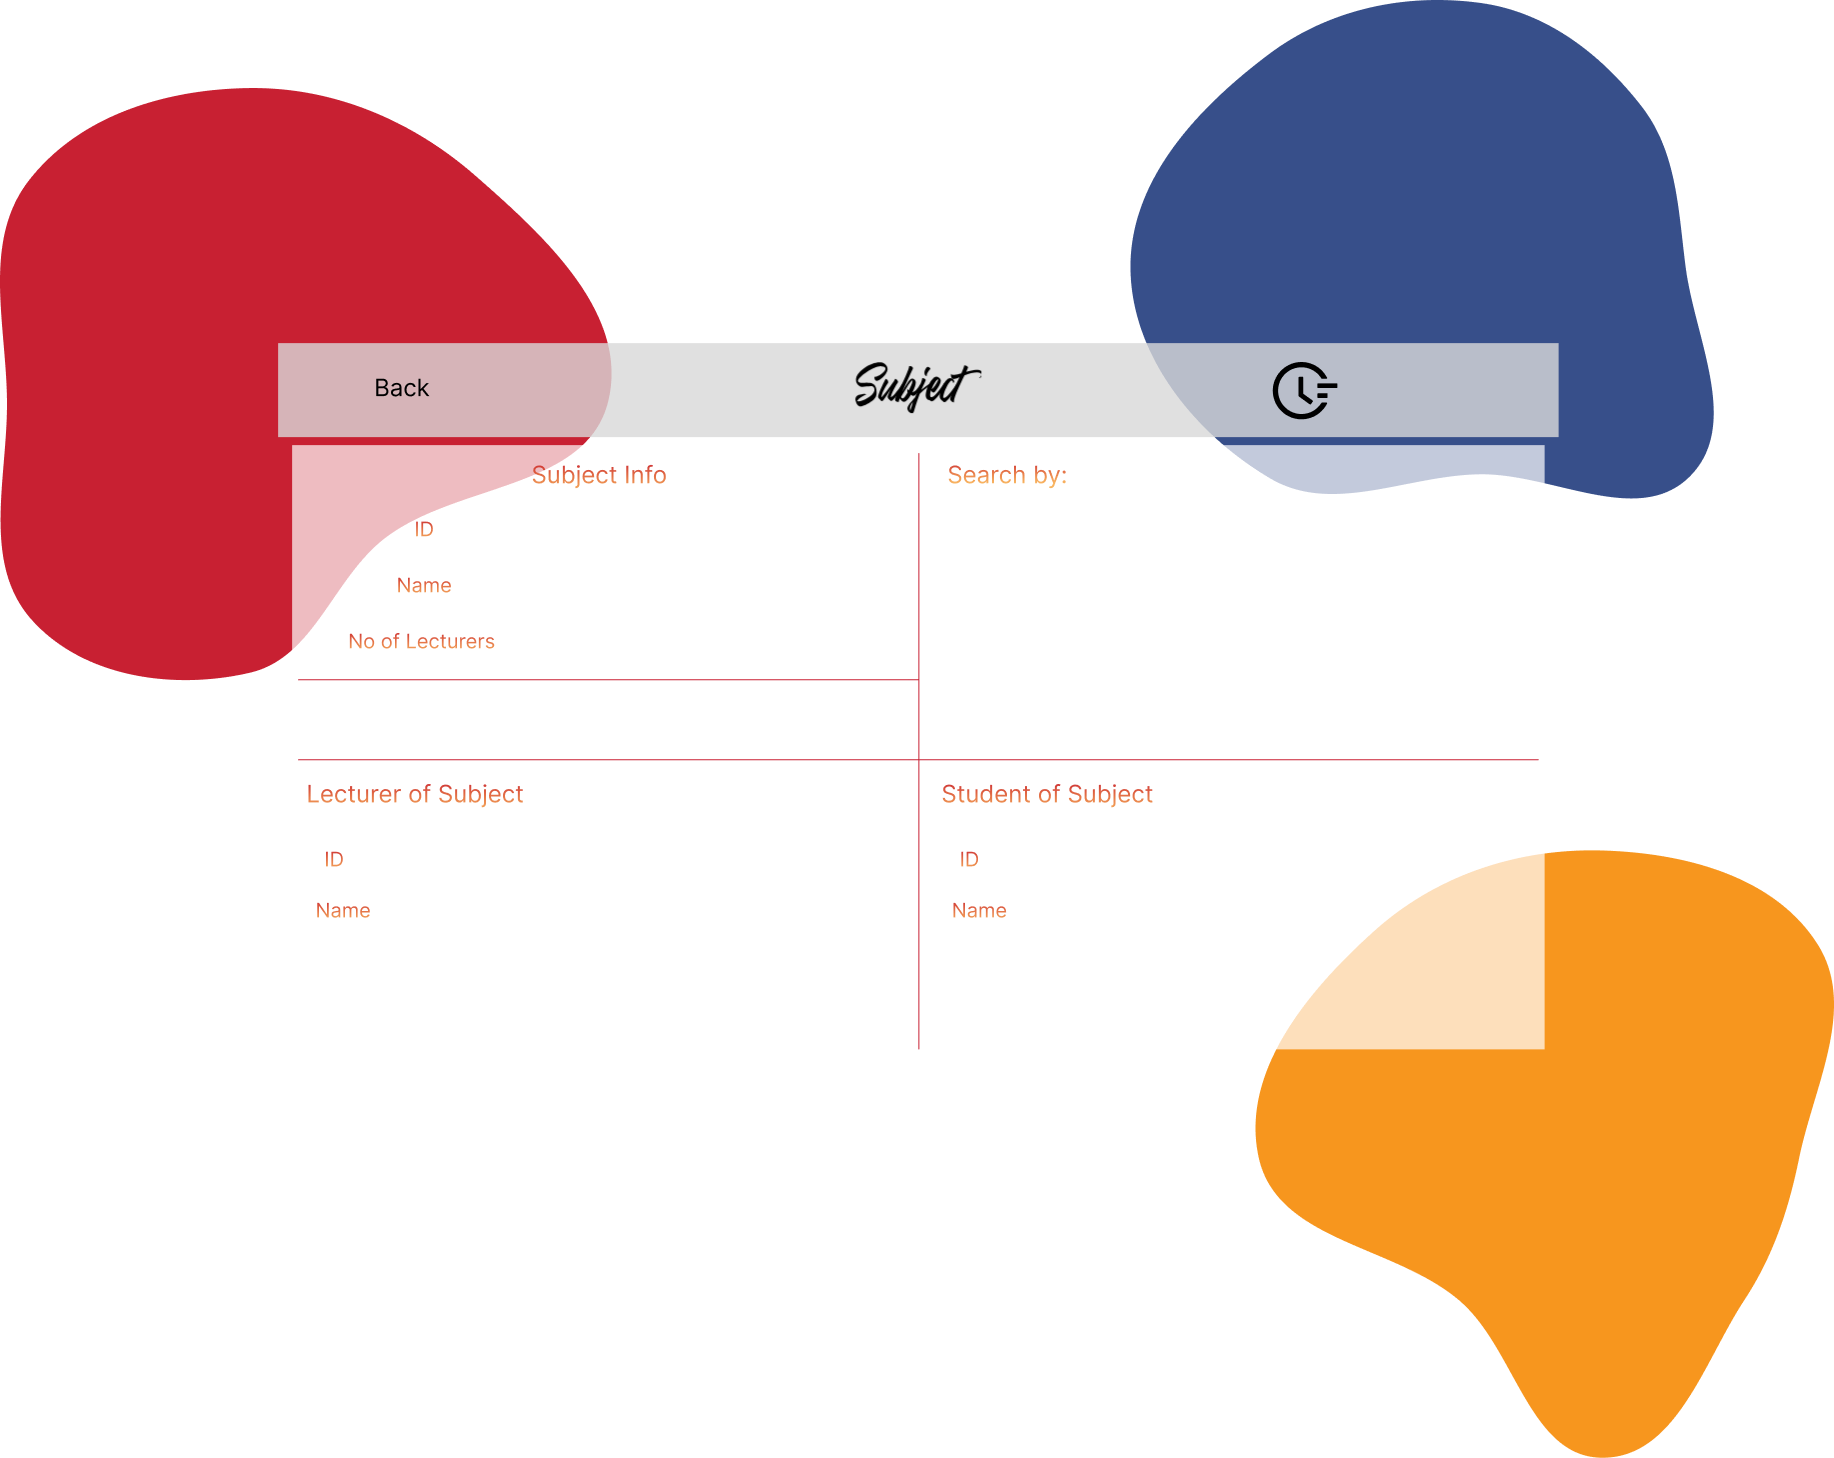 Back
Subject
Subject Info
ID
Name
No of Lecturers
Search by:
Lecturer of Subject
ID
Name
Student of Subject
ID
Name